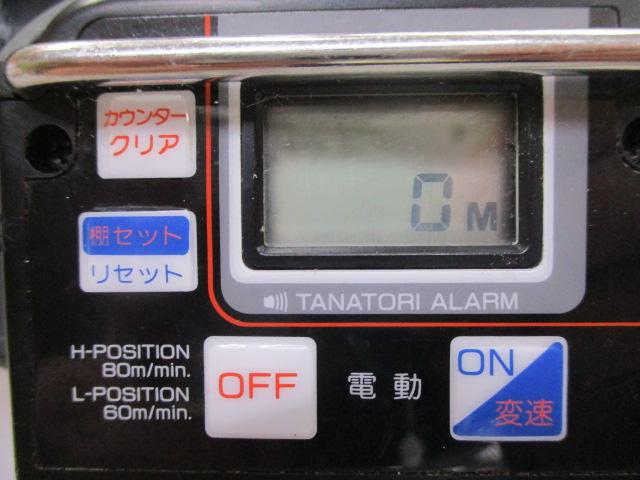 カウンター
クリア
棚セット
リセット
0 M
TANATORI ALARM
H-POSITION
80m/min.
L-POSITION
60m/min.
OFF
電動
ON
変速